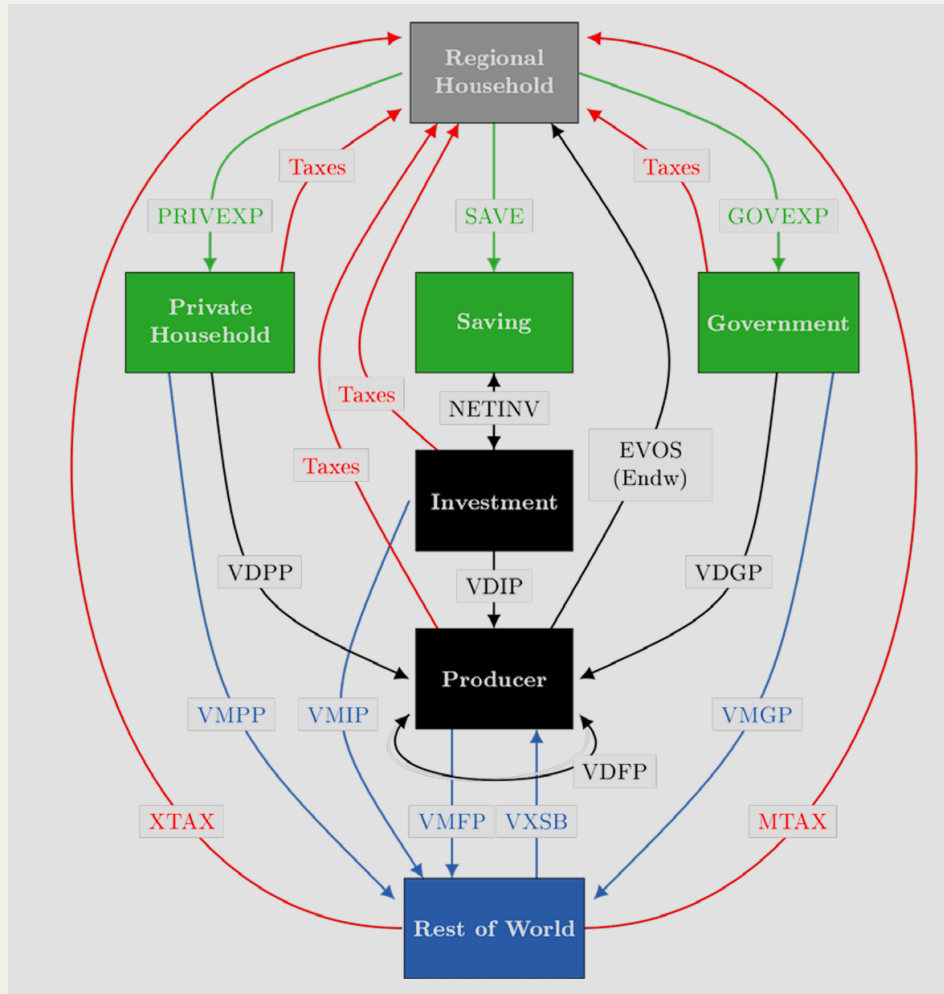 Regional
Household
Taxes
Taxes
PRIVEXP
SAVE
GOVEXP
Private
Household
Saving
Government
Taxes
NETINV
Taxes
EVOS
(Endw)
Investment
VDPP
VDIP
VDGP
Producer
VMPP
VMIP
VMGP
VDFP
XTAX
VMFP
VXSB
MTAX
Rest of World